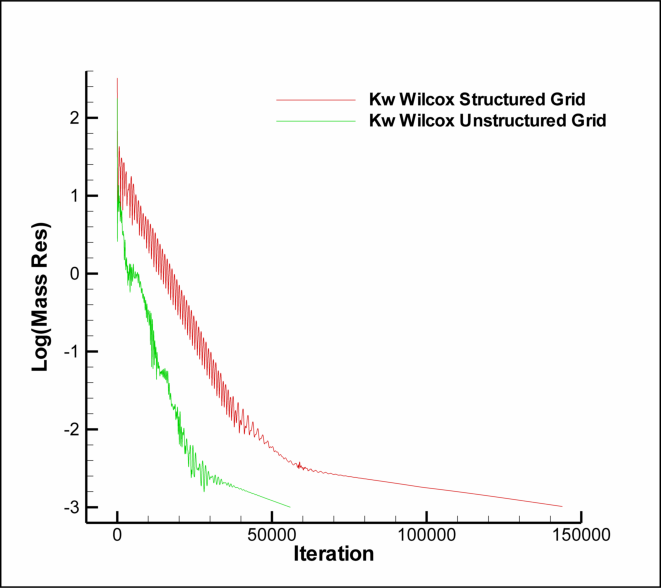 Kw Wilcox Structured Grid
Kw Wilcox Unstructured Grid
2
1
0
-1
-2
-3
Log(Mass Res)
0 50000 100000 150000
Iteration